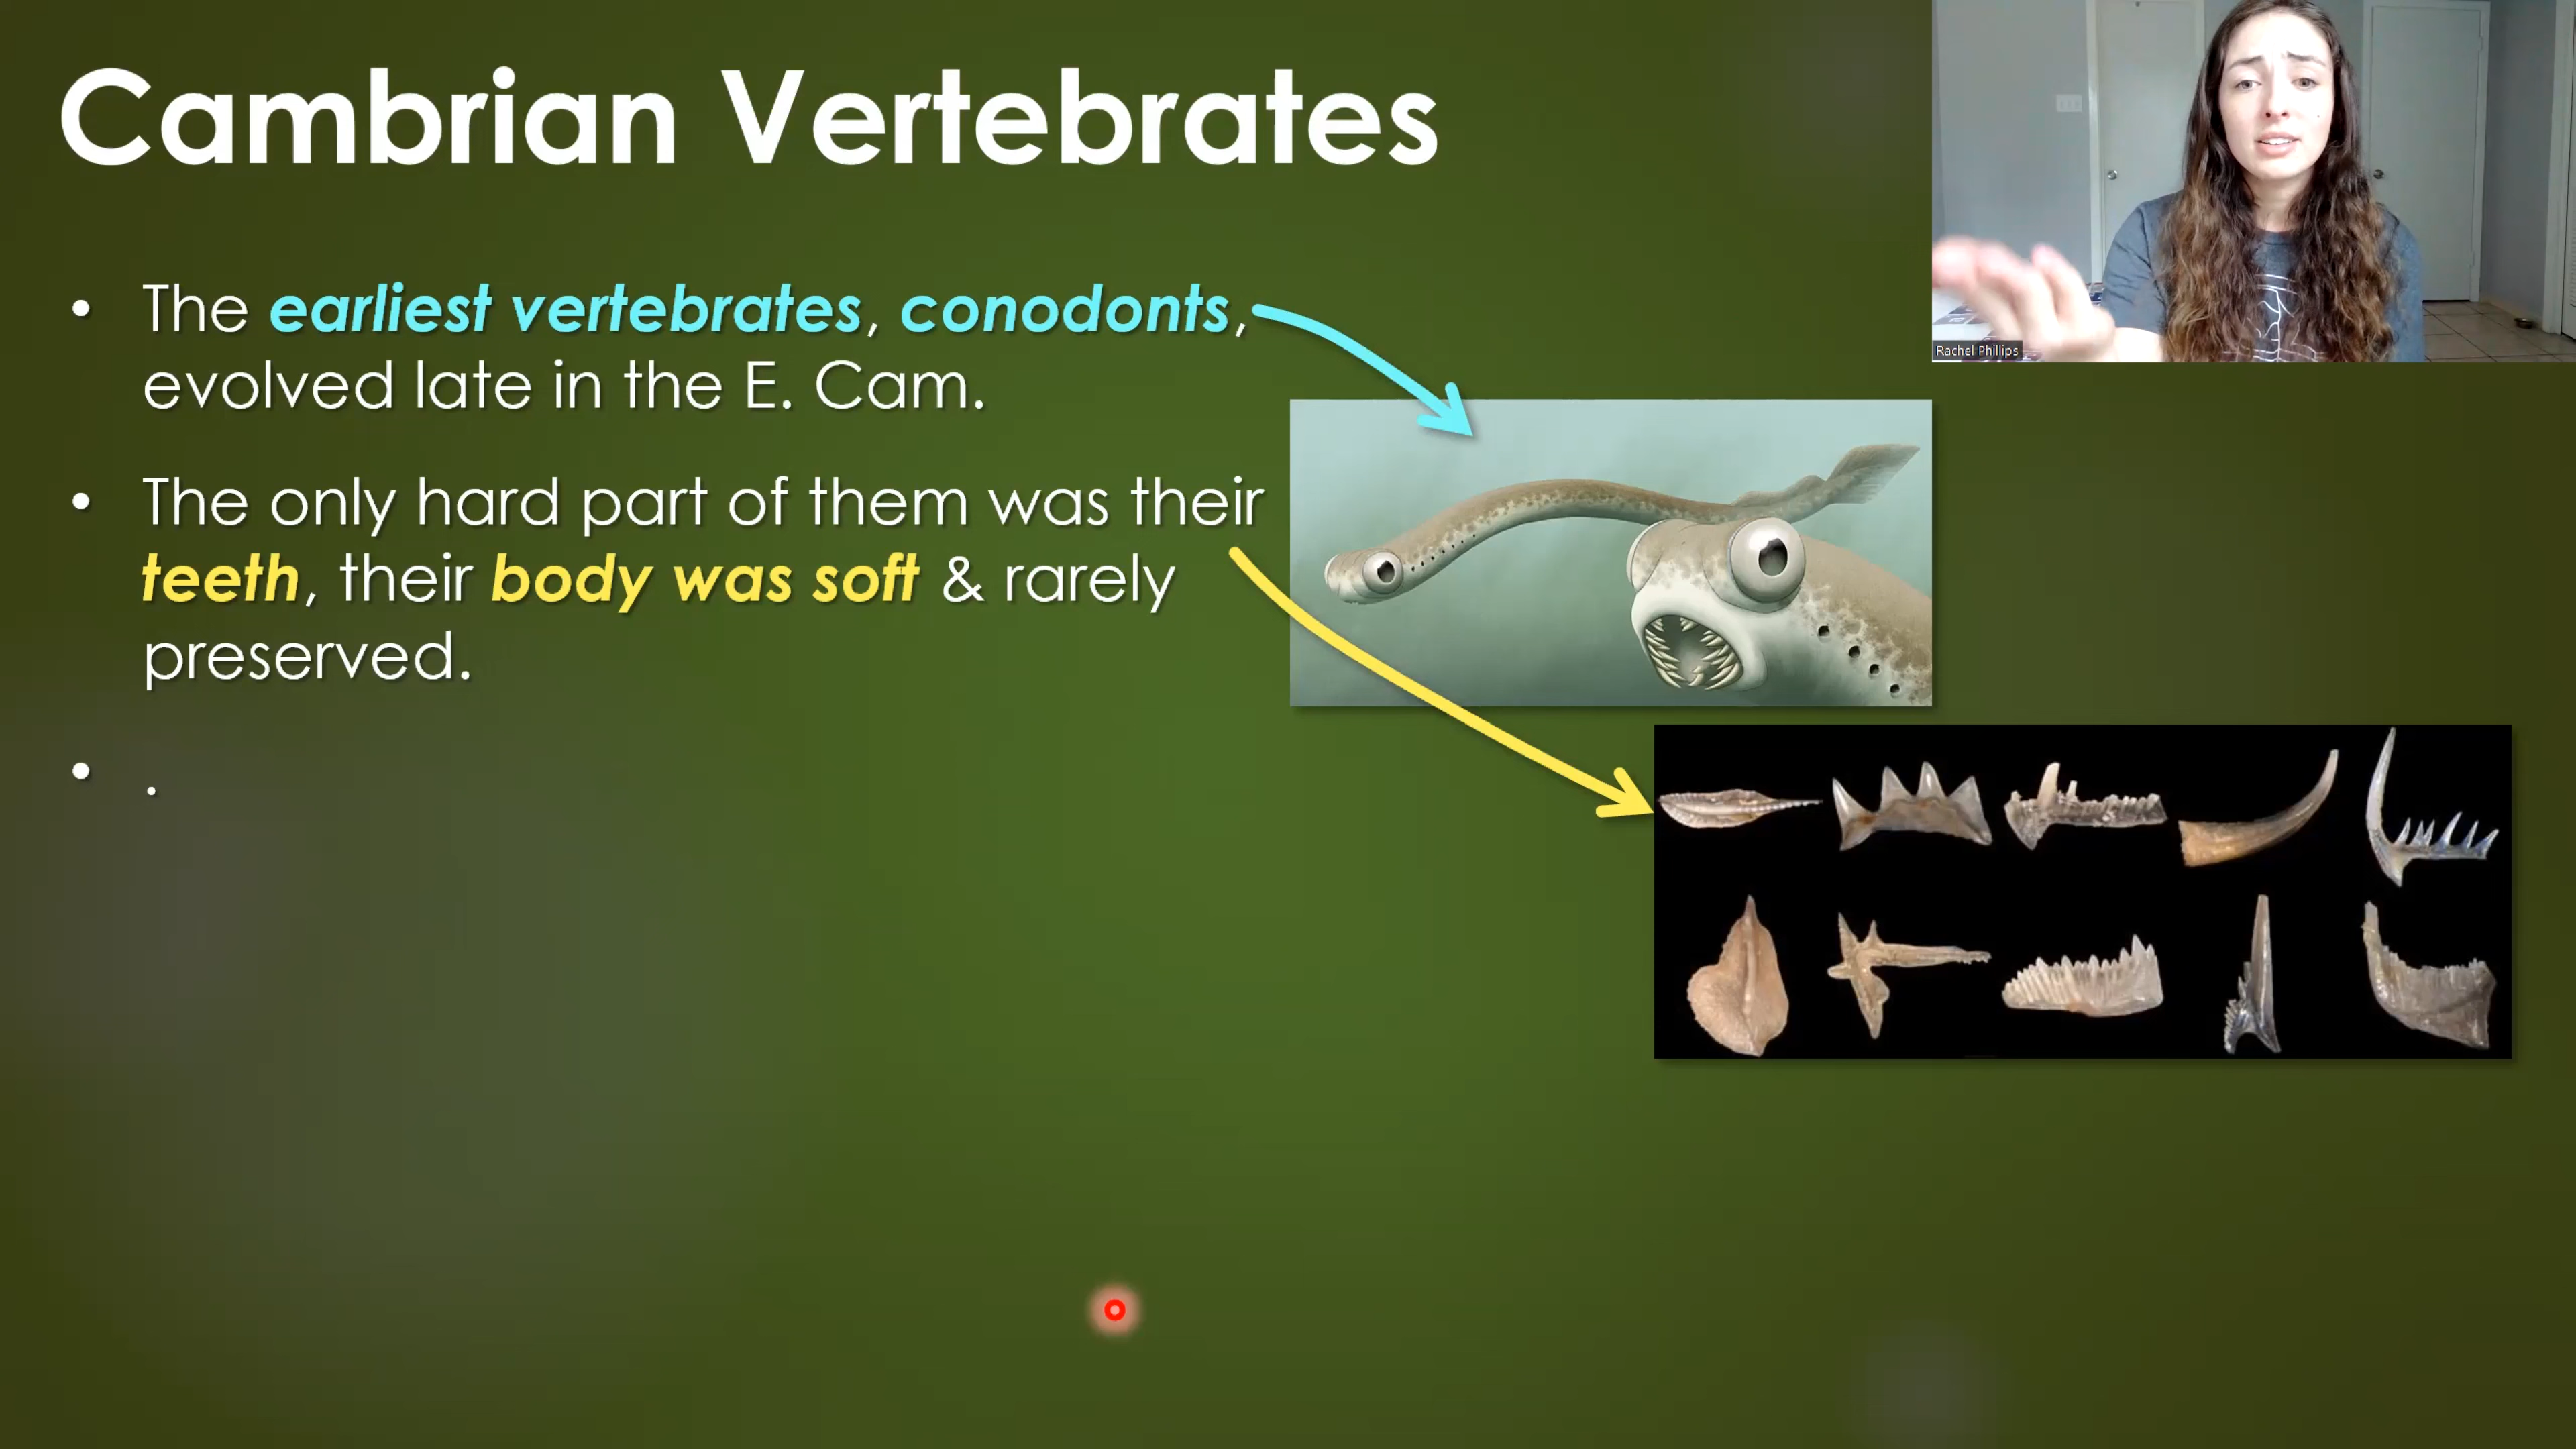 Cambrian Vertebrates
• The earliest vertebrates, conodonts,
evolved late in the E. Cam.
• The only hard part of them was their
teeth, their body was soft & rarely
preserved.
• .
Rachel Phillips